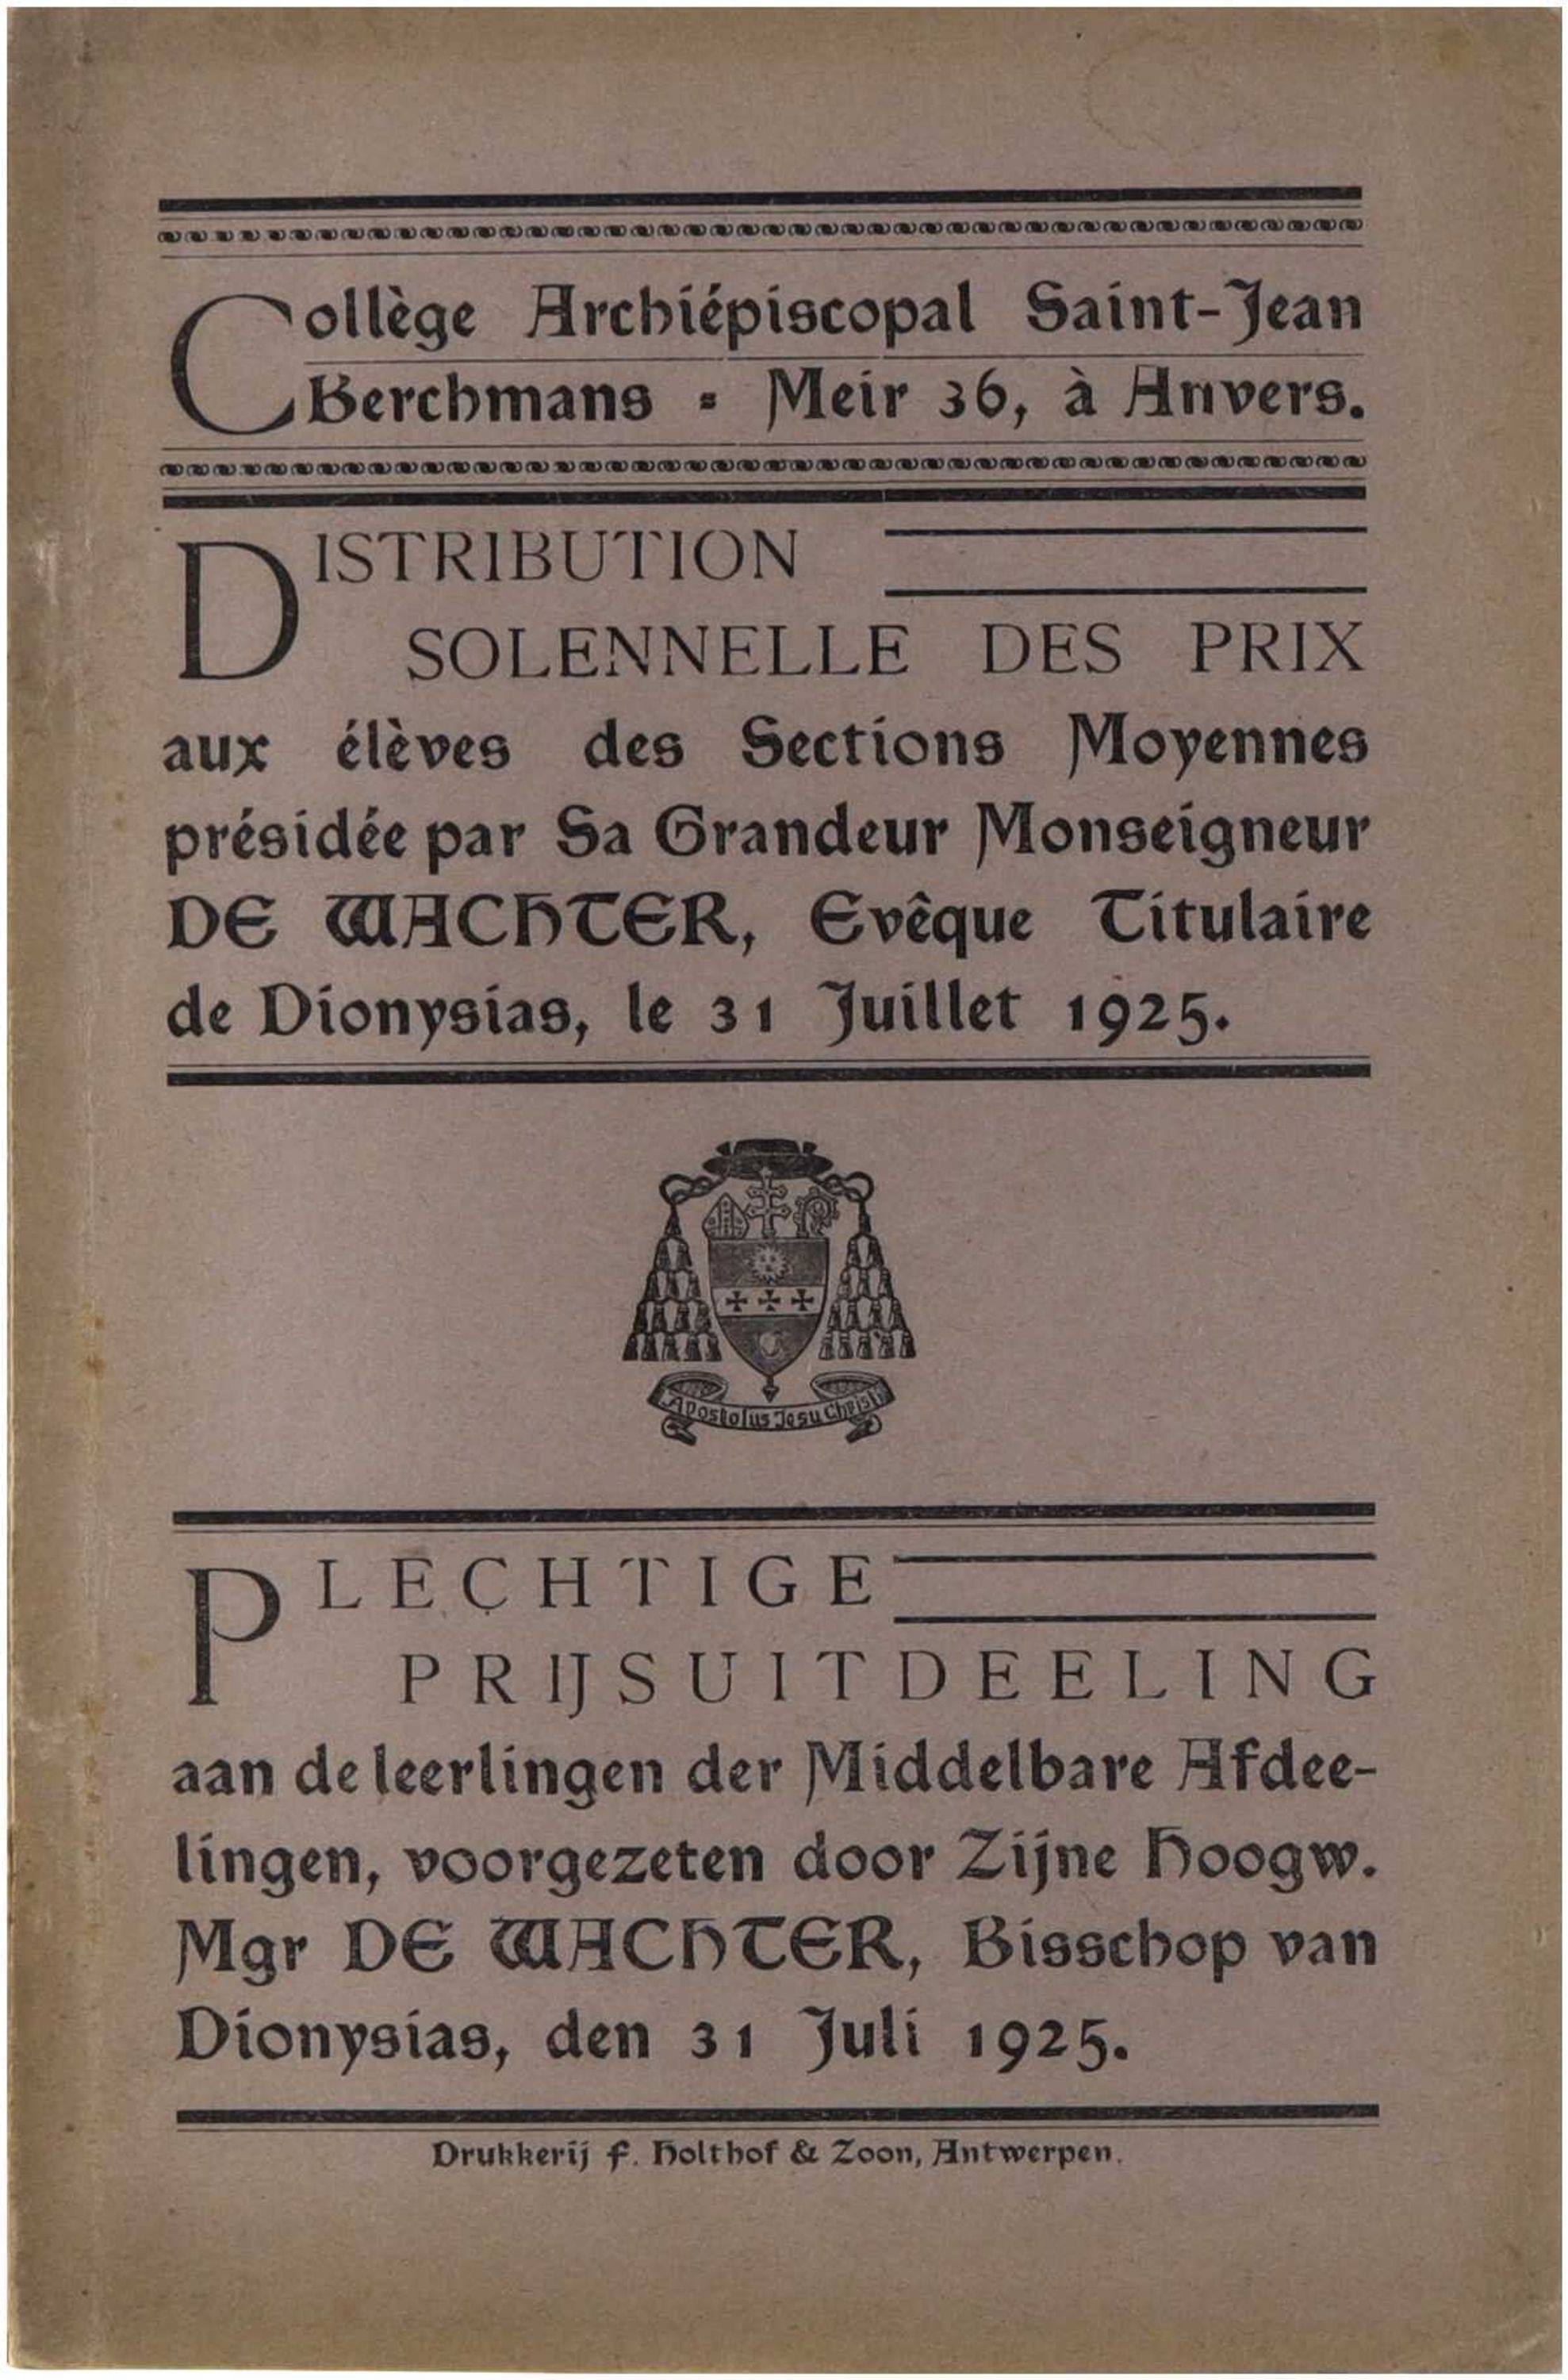 Collège Archiépiscopal Saint-Jean
Berchmans - Meir 36, à Anvers.
DISTRIBUTION
SOLENNELLE DES PRIX
aux élèves des Sections Moyennes
présidée par Sa Grandeur Monseigneur
DE WACHTER, Evêque Titulaire
de Dionysias, le 31 Juillet 1925.
Apostolus Jesu Christi
PLECHTIGE
PRIJSUITDEELING
aan de leerlingen der Middelbare Afdee-
lingen, voorgezeten door Zijne Hoogw.
Mgr DE WACHTER, Bisschop van
Dionysias, den 31 Juli 1925.
Drukkerij F. Holthof & Zoon, Antwerpen.